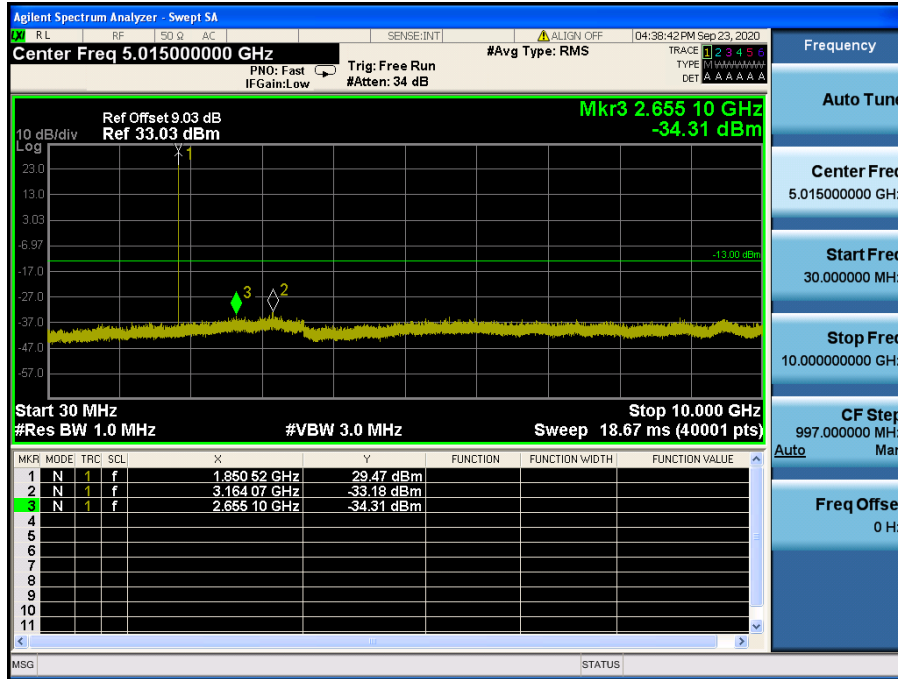 Agilent Spectrum Analyzer - Swept SA
LXI RL RF 50 Ω AC SENSE:INT ALIGN OFF 04:38:42 PM Sep 23, 2020
Center Freq 5.015000000 GHz
#Avg Type: RMS
TRACE 1 2 3 4 5 6
TYPE M W W W W W
DET A A A A A A
PNO: Fast
IFGain:Low
Trig: Free Run
#Atten: 34 dB
Mkr3 2.655 10 GHz
-34.31 dBm
Ref Offset 9.03 dB
10 dB/div Ref 33.03 dBm
Log
23.0
13.0
3.03
-6.97
-17.0
-27.0
-37.0
-47.0
-57.0
1
3
2
-13.00 dBm
Start 30 MHz
Stop 10.000 GHz
#Res BW 1.0 MHz
#VBW 3.0 MHz
Sweep 18.67 ms (40001 pts)
MKR MODE TRC SCL X Y FUNCTION FUNCTION WIDTH FUNCTION VALUE
1 N 1 f 1.850 52 GHz 29.47 dBm
2 N 1 f 3.164 07 GHz -33.18 dBm
3 N 1 f 2.655 10 GHz -34.31 dBm
4
5
6
7
8
9
10
11
MSG
STATUS
Frequency
Auto Tune
Center Freq
5.015000000 GHz
Start Freq
30.000000 MHz
Stop Freq
10.000000000 GHz
CF Step
997.000000 MHz
Auto Man
Freq Offset
0 Hz